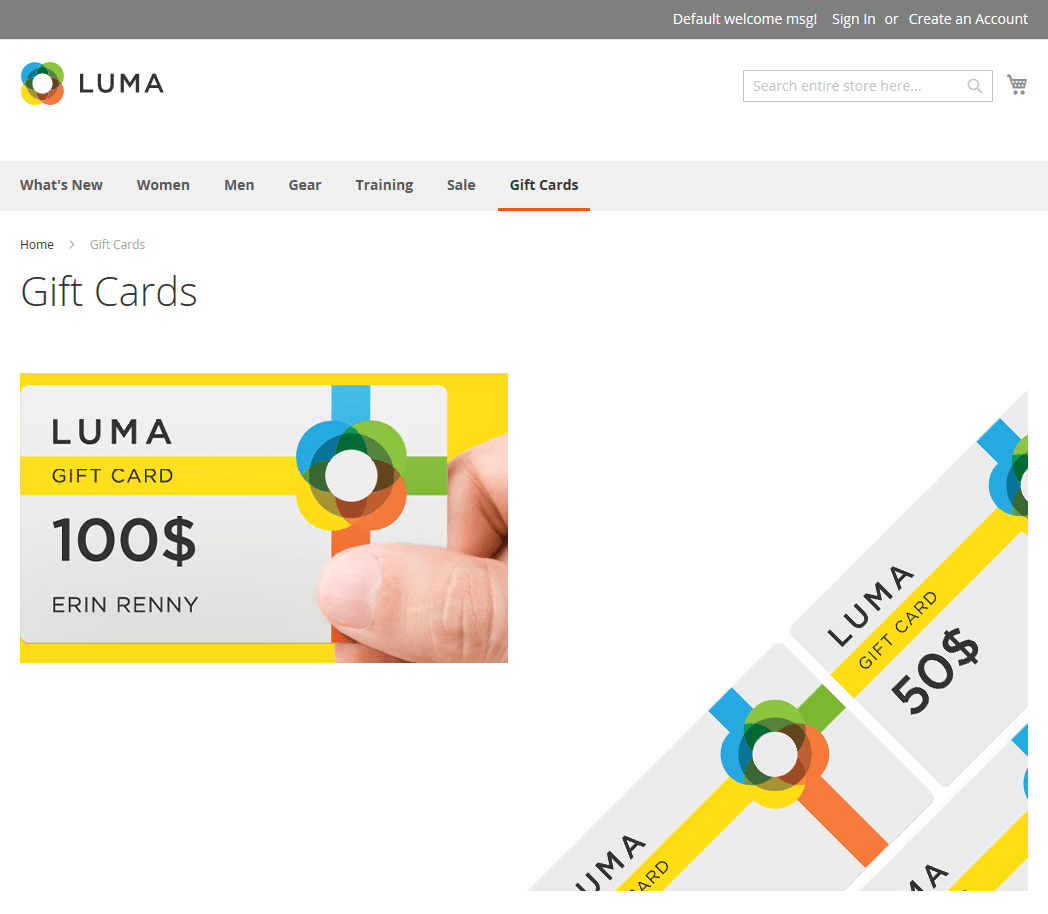 Default welcome msg! Sign In or Create an Account
LUMA
Search entire store here...
What's New Women Men Gear Training Sale Gift Cards
Home > Gift Cards
Gift Cards
LUMA
GIFT CARD
100$
ERIN RENNY
LUMA
GIFT CARD
50$
LUMA
CARD
MA